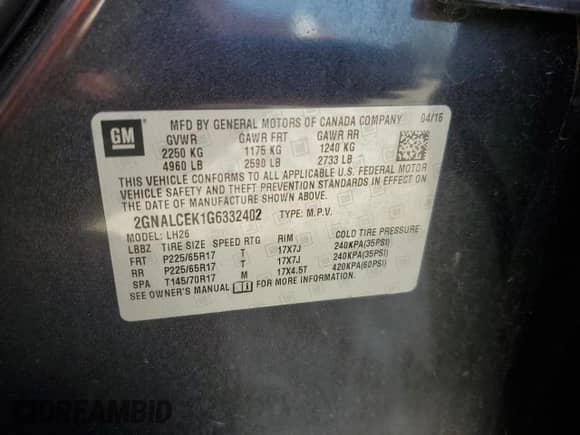 GM
MFD BY GENERAL MOTORS OF CANADA COMPANY 04/16
GVWR GAWR FRT GAWR RR
2250 KG 1175 KG 1240 KG
4960 LB 2590 LB 2733 LB
THIS VEHICLE CONFORMS TO ALL APPLICABLE U.S. FEDERAL MOTOR
VEHICLE SAFETY AND THEFT PREVENTION STANDARDS IN EFFECT ON
THE DATE OF MANUFACTURE SHOWN ABOVE.
2GNALCEK1G6332402 TYPE: M.P.V.
MODEL: LH26
LBBZ TIRE SIZE SPEED RTG RIM COLD TIRE PRESSURE
FRT P225/65R17 T 17X7J 240KPA(35PSI)
RR P225/65R17 T 17X7J 240KPA(35PSI)
SPA T145/70R17 M 17X4.5T 420KPA(60PSI)
SEE OWNER'S MANUAL FOR MORE INFORMATION.
DREAMBID